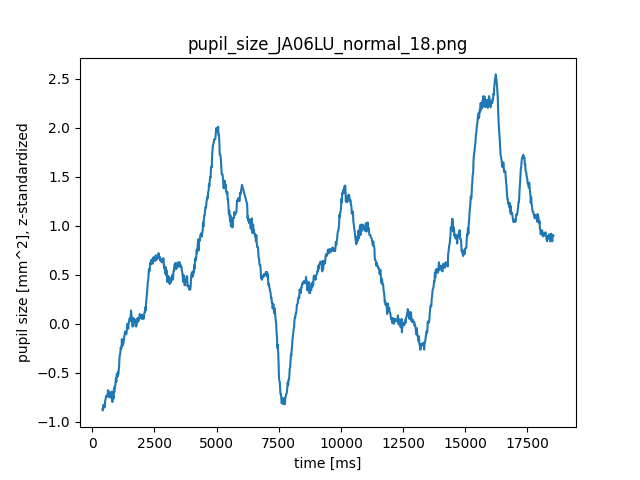 pupil_size_JA06LU_normal_18.png
pupil size [mm^2], z-standardized
2.5
2.0
1.5
1.0
0.5
0.0
−0.5
−1.0
0 2500 5000 7500 10000 12500 15000 17500
time [ms]